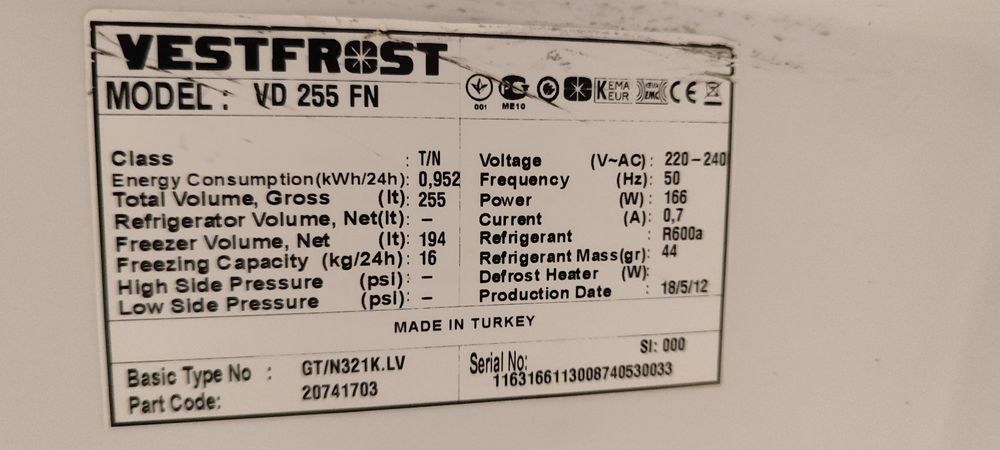 VESTFROST
MODEL : VD 255 FN
001 ME10 KEMA EUR EMC CE
Class : T/N
Energy Consumption(kWh/24h): 0,952
Total Volume, Gross (lt): 255
Refrigerator Volume, Net(lt): –
Freezer Volume, Net (lt): 194
Freezing Capacity (kg/24h): 16
High Side Pressure (psi): –
Low Side Pressure (psi): –
Voltage (V~AC) : 220-240
Frequency (Hz): 50
Power (W) : 166
Current (A): 0,7
Refrigerant : R600a
Refrigerant Mass(gr): 44
Defrost Heater (W):
Production Date : 18/5/12
MADE IN TURKEY
Basic Type No : GT/N321K.LV
Part Code: 20741703
SI: 000
Serial No:
1163166113008740530033